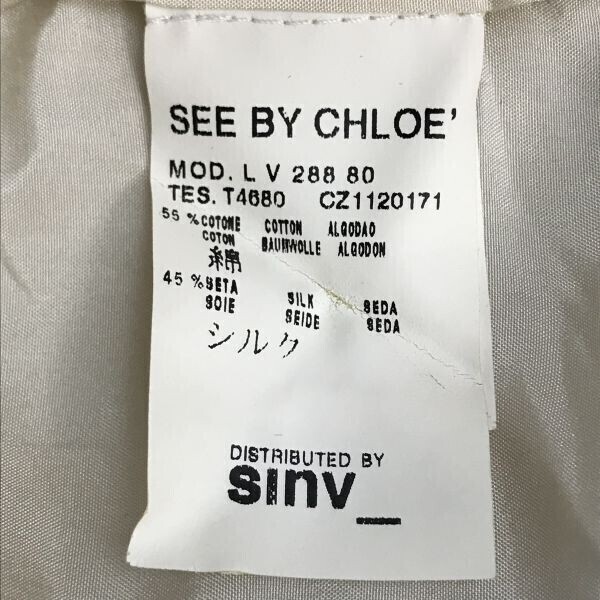 SEE BY CHLOE'
MOD. L V 288 80
TES. T4680 CZ1120171
55 % COTONE COTTON ALGODAO
COTON BAUMWOLLE ALGODON
綿
45 % SETA SILK SEDA
SOIE SEIDE SEDA
シルク
DISTRIBUTED BY
sinv_